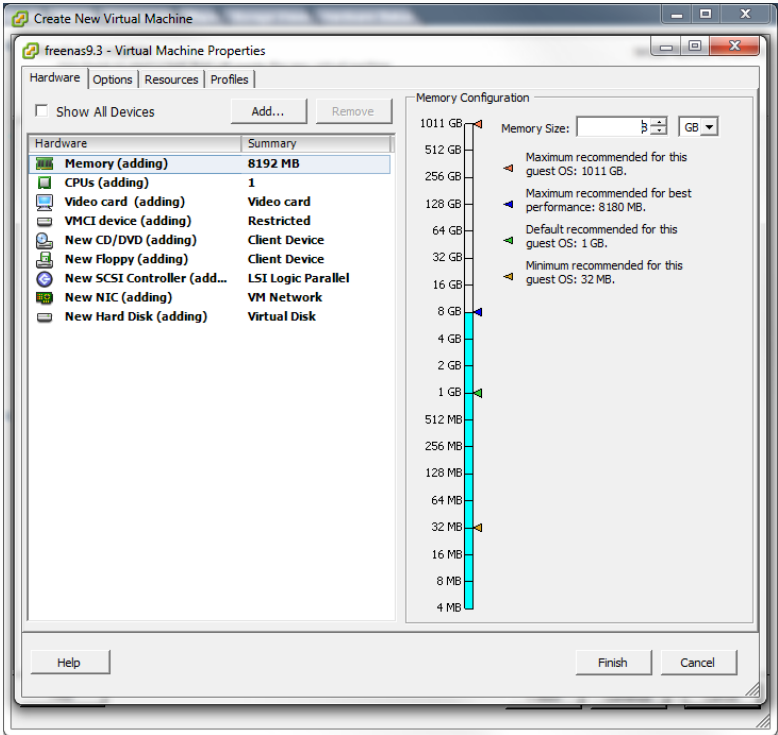 Create New Virtual Machine
freenas9.3 - Virtual Machine Properties
Hardware Options Resources Profiles
Show All Devices Add... Remove
Hardware Summary
Memory (adding) 8192 MB
CPUs (adding) 1
Video card (adding) Video card
VMCI device (adding) Restricted
New CD/DVD (adding) Client Device
New Floppy (adding) Client Device
New SCSI Controller (add... LSI Logic Parallel
New NIC (adding) VM Network
New Hard Disk (adding) Virtual Disk
Memory Configuration
Memory Size: GB
1011 GB
512 GB
256 GB
128 GB
64 GB
32 GB
16 GB
8 GB
4 GB
2 GB
1 GB
512 MB
256 MB
128 MB
64 MB
32 MB
16 MB
8 MB
4 MB
Maximum recommended for this
guest OS: 1011 GB.
Maximum recommended for best
performance: 8180 MB.
Default recommended for this
guest OS: 1 GB.
Minimum recommended for this
guest OS: 32 MB.
Help Finish Cancel